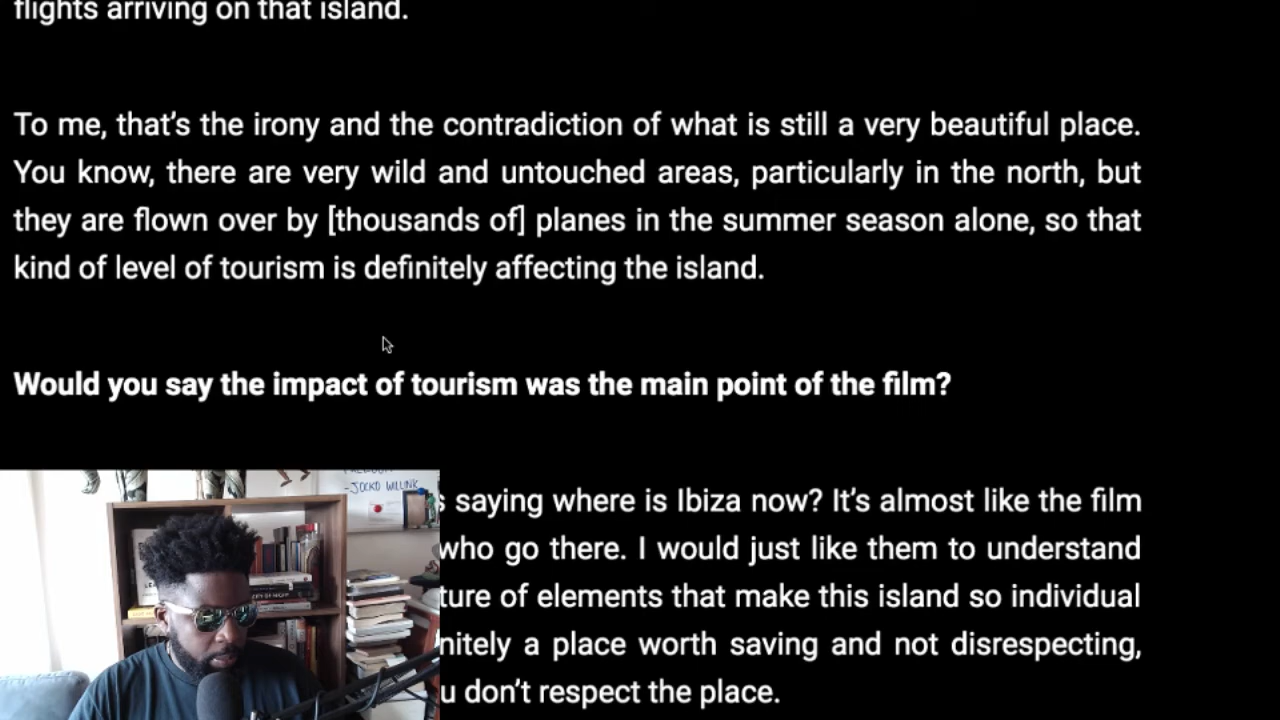 flights arriving on that island.
To me, that's the irony and the contradiction of what is still a very beautiful place.
You know, there are very wild and untouched areas, particularly in the north, but
they are flown over by [thousands of] planes in the summer season alone, so that
kind of level of tourism is definitely affecting the island.
Would you say the impact of tourism was the main point of the film?
s saying where is Ibiza now? It's almost like the film
who go there. I would just like them to understand
ture of elements that make this island so individual
nitely a place worth saving and not disrespecting,
u don't respect the place.
-JOCKO WILLINK